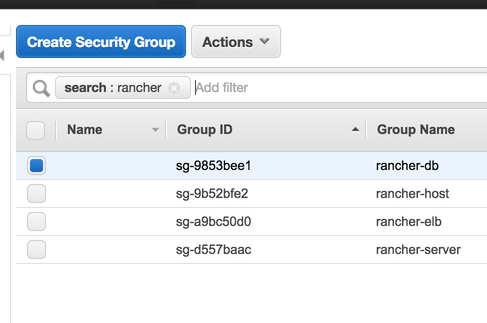 Create Security Group Actions
search : rancher Add filter
Name Group ID Group Name
sg-9853bee1 rancher-db
sg-9b52bfe2 rancher-host
sg-a9bc50d0 rancher-elb
sg-d557baac rancher-server